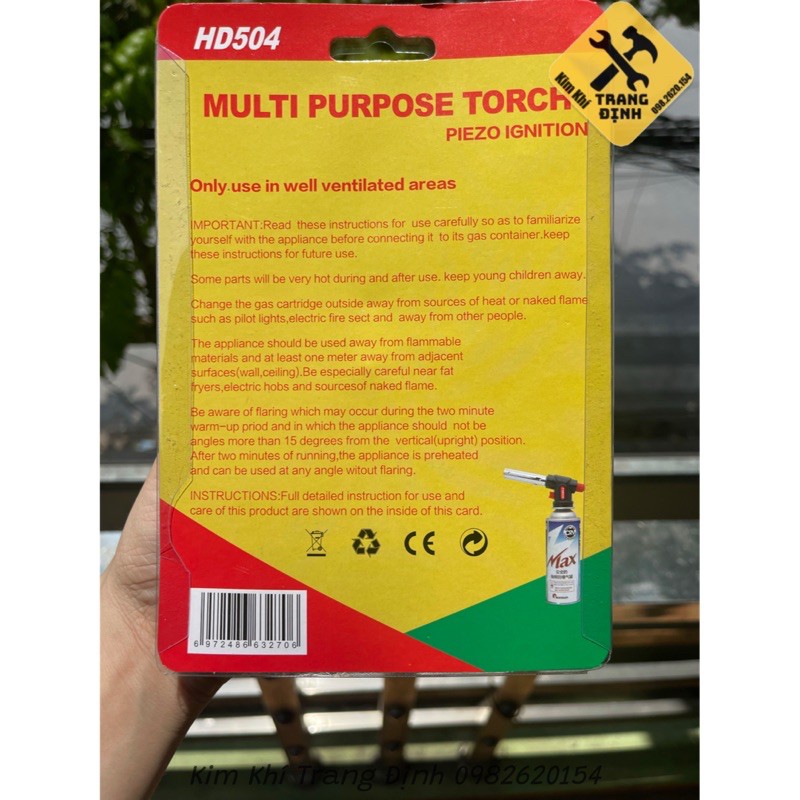 HD504
Kim Khí
TRANG
ĐỊNH
098.2620.154
MULTI PURPOSE TORCH
PIEZO IGNITION
Only use in well ventilated areas
IMPORTANT:Read these instructions for use carefully so as to familiarize
yourself with the appliance before connecting it to its gas container.keep
these instructions for future use.
Some parts will be very hot during and after use. keep young children away.
Change the gas cartridge outside away from sources of heat or naked flame
such as pilot lights,electric fire sect and away from other people.
The appliance should be used away from flammable
materials and at least one meter away from adjacent
surfaces(wall,ceiling).Be especially careful near fat
fryers,electric hobs and sourcesof naked flame.
Be aware of flaring which may occur during the two minute
warm-up priod and in which the appliance should not be
angles more than 15 degrees from the vertical(upright) position.
After two minutes of running,the appliance is preheated
and can be used at any angle witout flaring.
INSTRUCTIONS:Full detailed instruction for use and
care of this product are shown on the inside of this card.
CE
Max
6 972486 632706
Kim Khí Trang Định 0982620154